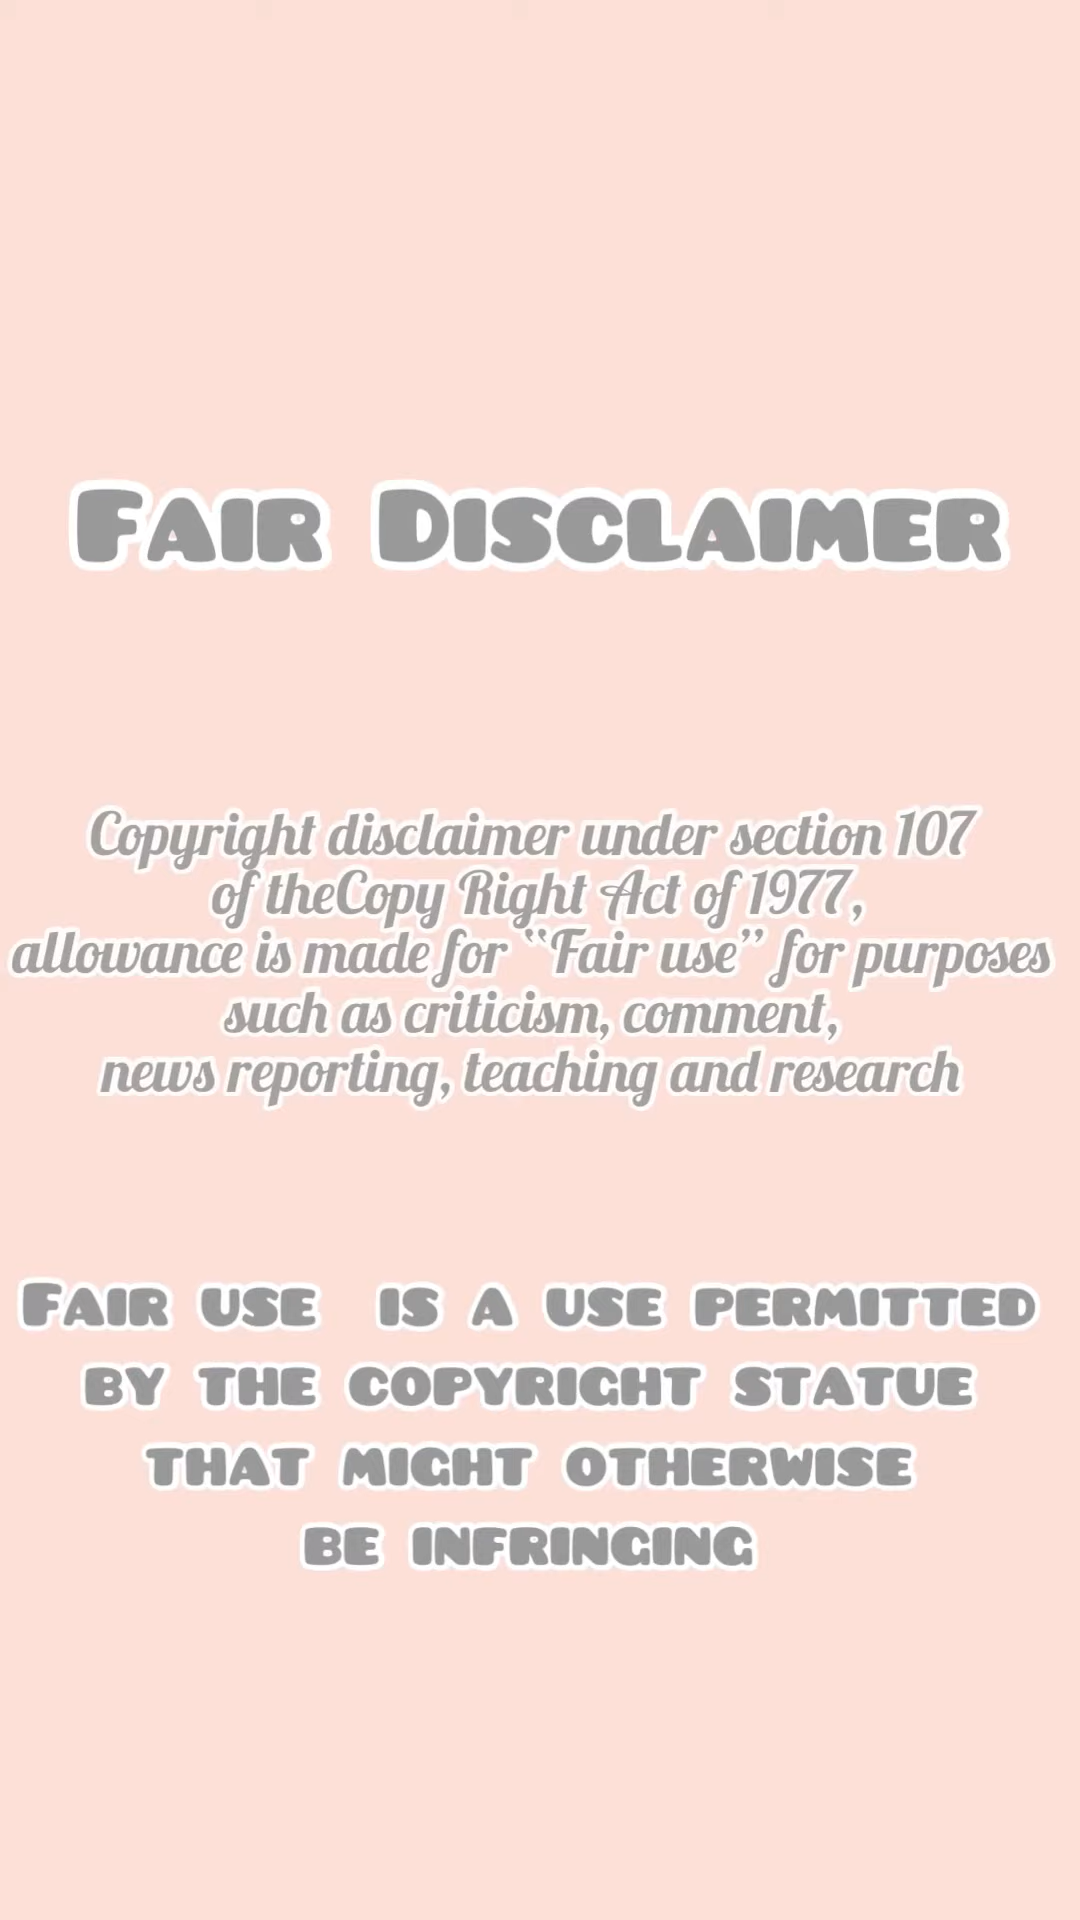 Fair Disclaimer
Copyright disclaimer under section 107
of theCopy Right Act of 1977,
allowance is made for “Fair use” for purposes
such as criticism, comment,
news reporting, teaching and research
Fair use is a use permitted
by the copyright statue
that might otherwise
be infringing